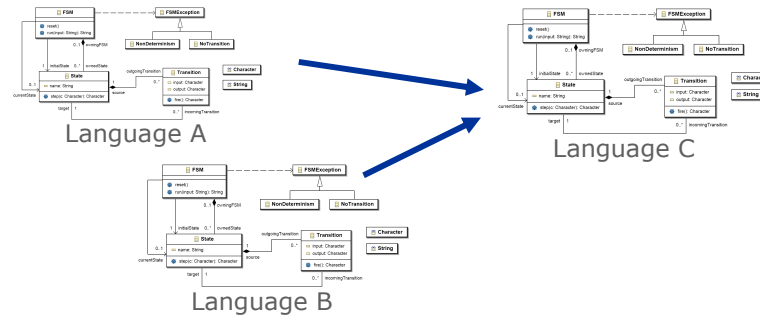 FSM
reset()
run(input: String): String
FSMException
NonDeterminism
NoTransition
0..1
owningFSM
1
initialState
0..*
ownedState
0..1
currentState
State
name: String
step(c: Character): Character
1
source
outgoingTransition
0..*
Transition
input: Character
output: Character
fire(): Character
Character
String
target
1
0..*
incomingTransition
Language A
FSM
reset()
run(input: String): String
FSMException
NonDeterminism
NoTransition
0..1
owningFSM
1
initialState
0..*
ownedState
0..1
currentState
State
name: String
step(c: Character): Character
1
source
outgoingTransition
0..*
Transition
input: Character
output: Character
fire(): Character
Charac
String
target
1
0..*
incomingTransition
Language C
FSM
reset()
run(input: String): String
FSMException
NonDeterminism
NoTransition
0..1
owningFSM
1
initialState
0..*
ownedState
0..1
currentState
State
name: String
step(c: Character): Character
1
source
outgoingTransition
0..*
Transition
input: Character
output: Character
fire(): Character
Character
String
target
1
0..*
incomingTransition
Language B